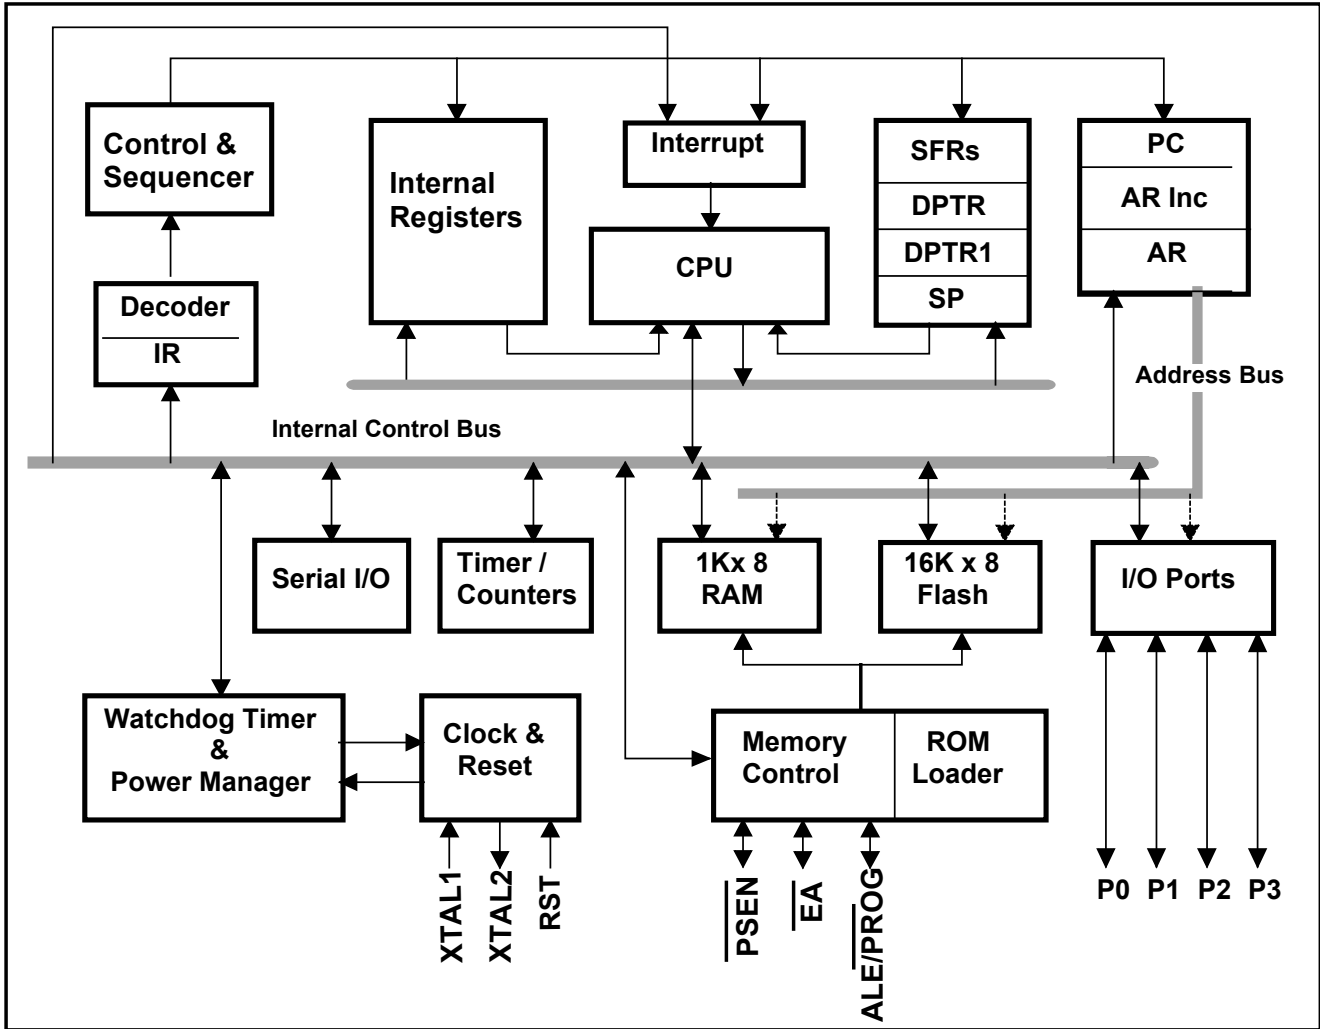 Control &
Sequencer
Internal
Registers
Interrupt
CPU
SFRs
DPTR
DPTR1
SP
PC
AR Inc
AR
Decoder
IR
Address Bus
Internal Control Bus
Serial I/O
Timer /
Counters
1Kx 8
RAM
16K x 8
Flash
I/O Ports
Watchdog Timer
&
Power Manager
Clock &
Reset
Memory
Control
ROM
Loader
XTAL1
XTAL2
RST
PSEN
EA
ALE/PROG
P0
P1
P2
P3